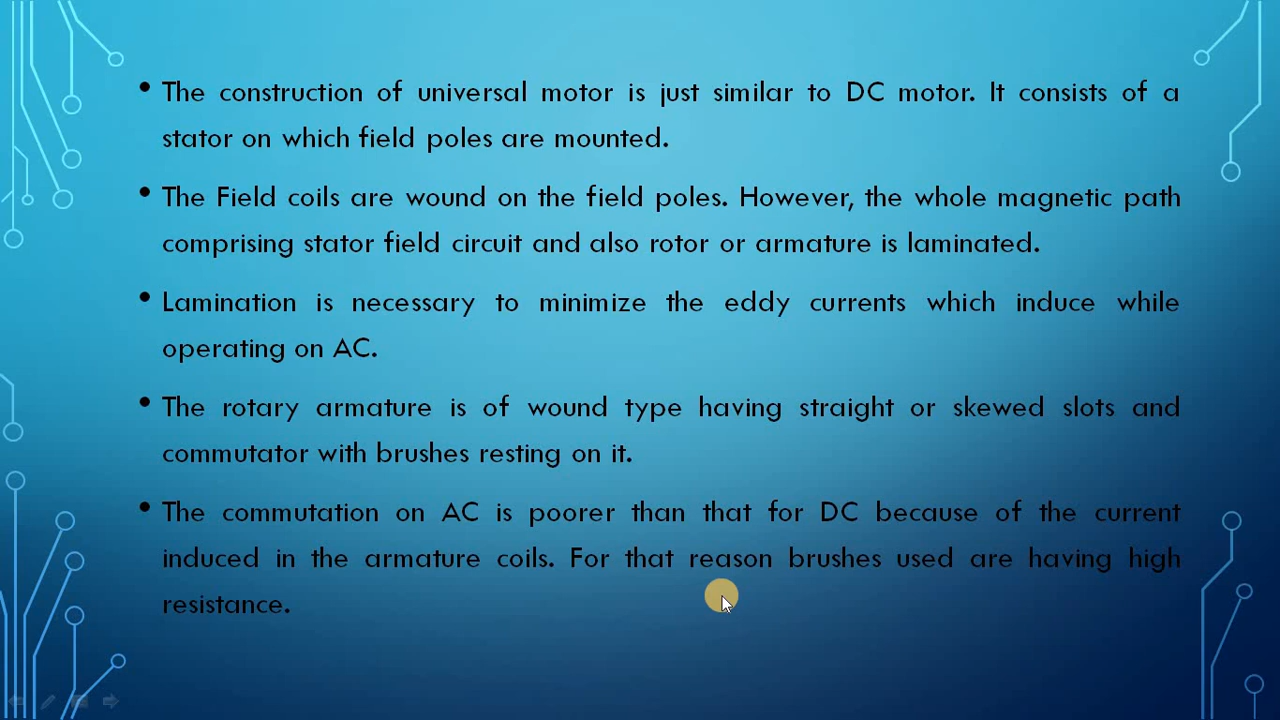 • The construction of universal motor is just similar to DC motor. It consists of a
stator on which field poles are mounted.
• The Field coils are wound on the field poles. However, the whole magnetic path
comprising stator field circuit and also rotor or armature is laminated.
• Lamination is necessary to minimize the eddy currents which induce while
operating on AC.
• The rotary armature is of wound type having straight or skewed slots and
commutator with brushes resting on it.
• The commutation on AC is poorer than that for DC because of the current
induced in the armature coils. For that reason brushes used are having high
resistance.